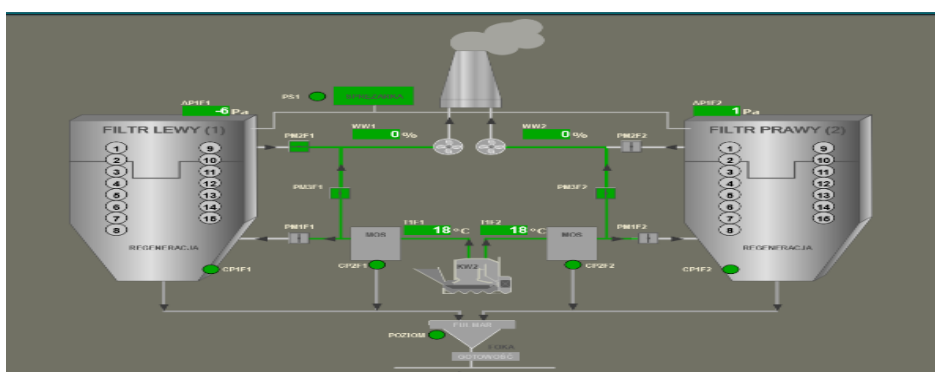 AP1F1
-6 Pa
PS1
SPRĘŻARKA
AP1F2
1 Pa
FILTR LEWY (1)
PM2F1
WW1
0 %
WW2
0 %
PM2F2
FILTR PRAWY (2)
1
2
3
4
5
6
7
8
9
10
11
12
13
14
15
1
2
3
4
5
6
7
8
9
10
11
12
13
14
15
PM3F1
PM3F2
PM1F1
T1F1
18 °C
T1F2
18 °C
PM1F2
MOS
MOS
REGENERACJA
REGENERACJA
CP1F1
CP2F1
KW2
CP2F2
CP1F2
POZIOM
GOTOWOŚĆ